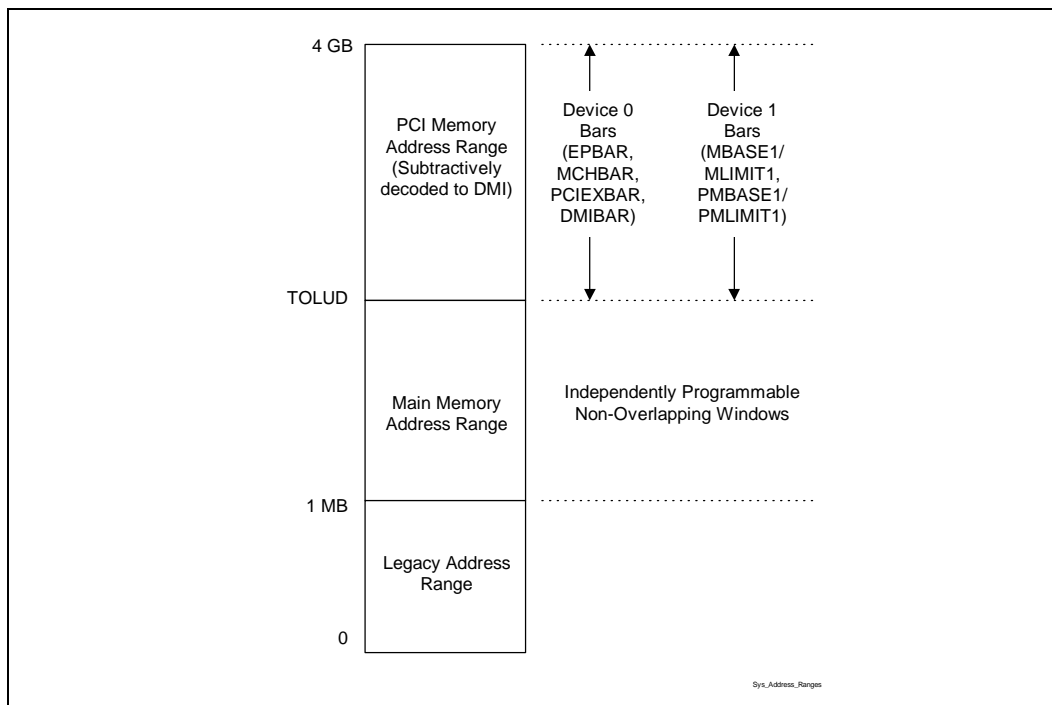 4 GB
PCI Memory
Address Range
(Subtractively
decoded to DMI)
Device 0
Bars
(EPBAR,
MCHBAR,
PCIEXBAR,
DMIBAR)
Device 1
Bars
(MBASE1/
MLIMIT1,
PMBASE1/
PMLIMIT1)
TOLUD
Main Memory
Address Range
Independently Programmable
Non-Overlapping Windows
1 MB
Legacy Address
Range
0
Sys_Address_Ranges